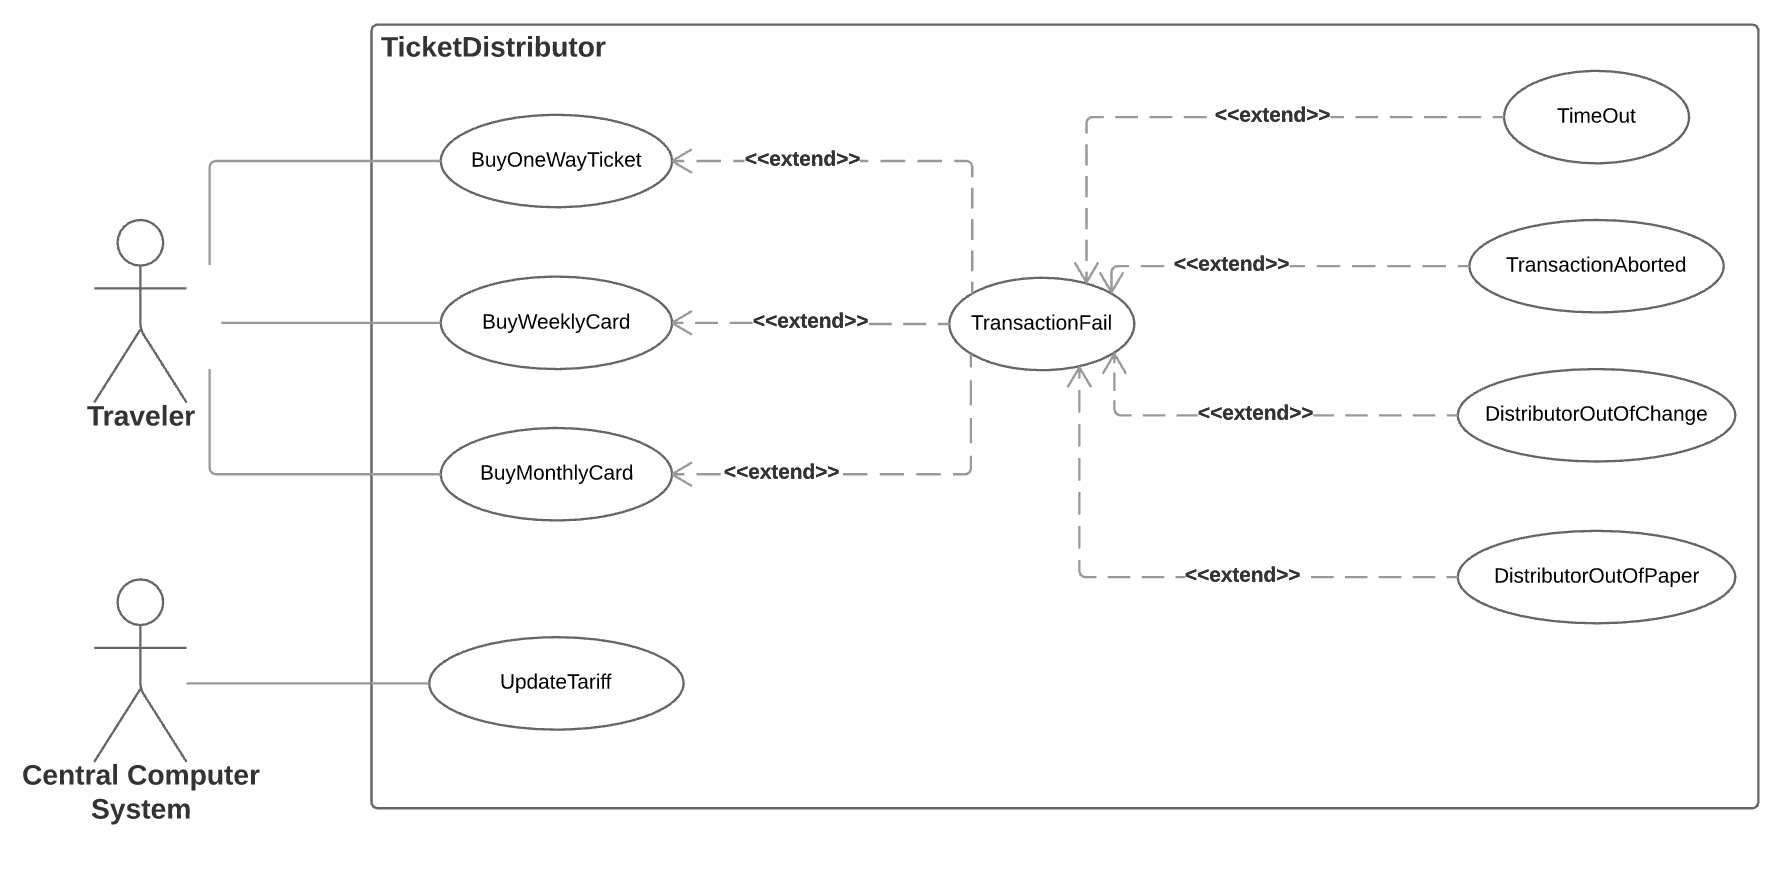 TicketDistributor
TimeOut
<<extend>>
BuyOneWayTicket
<<extend>>
TransactionAborted
<<extend>>
BuyWeeklyCard
<<extend>>
TransactionFail
Traveler
DistributorOutOfChange
<<extend>>
BuyMonthlyCard
<<extend>>
DistributorOutOfPaper
<<extend>>
UpdateTariff
Central Computer
System